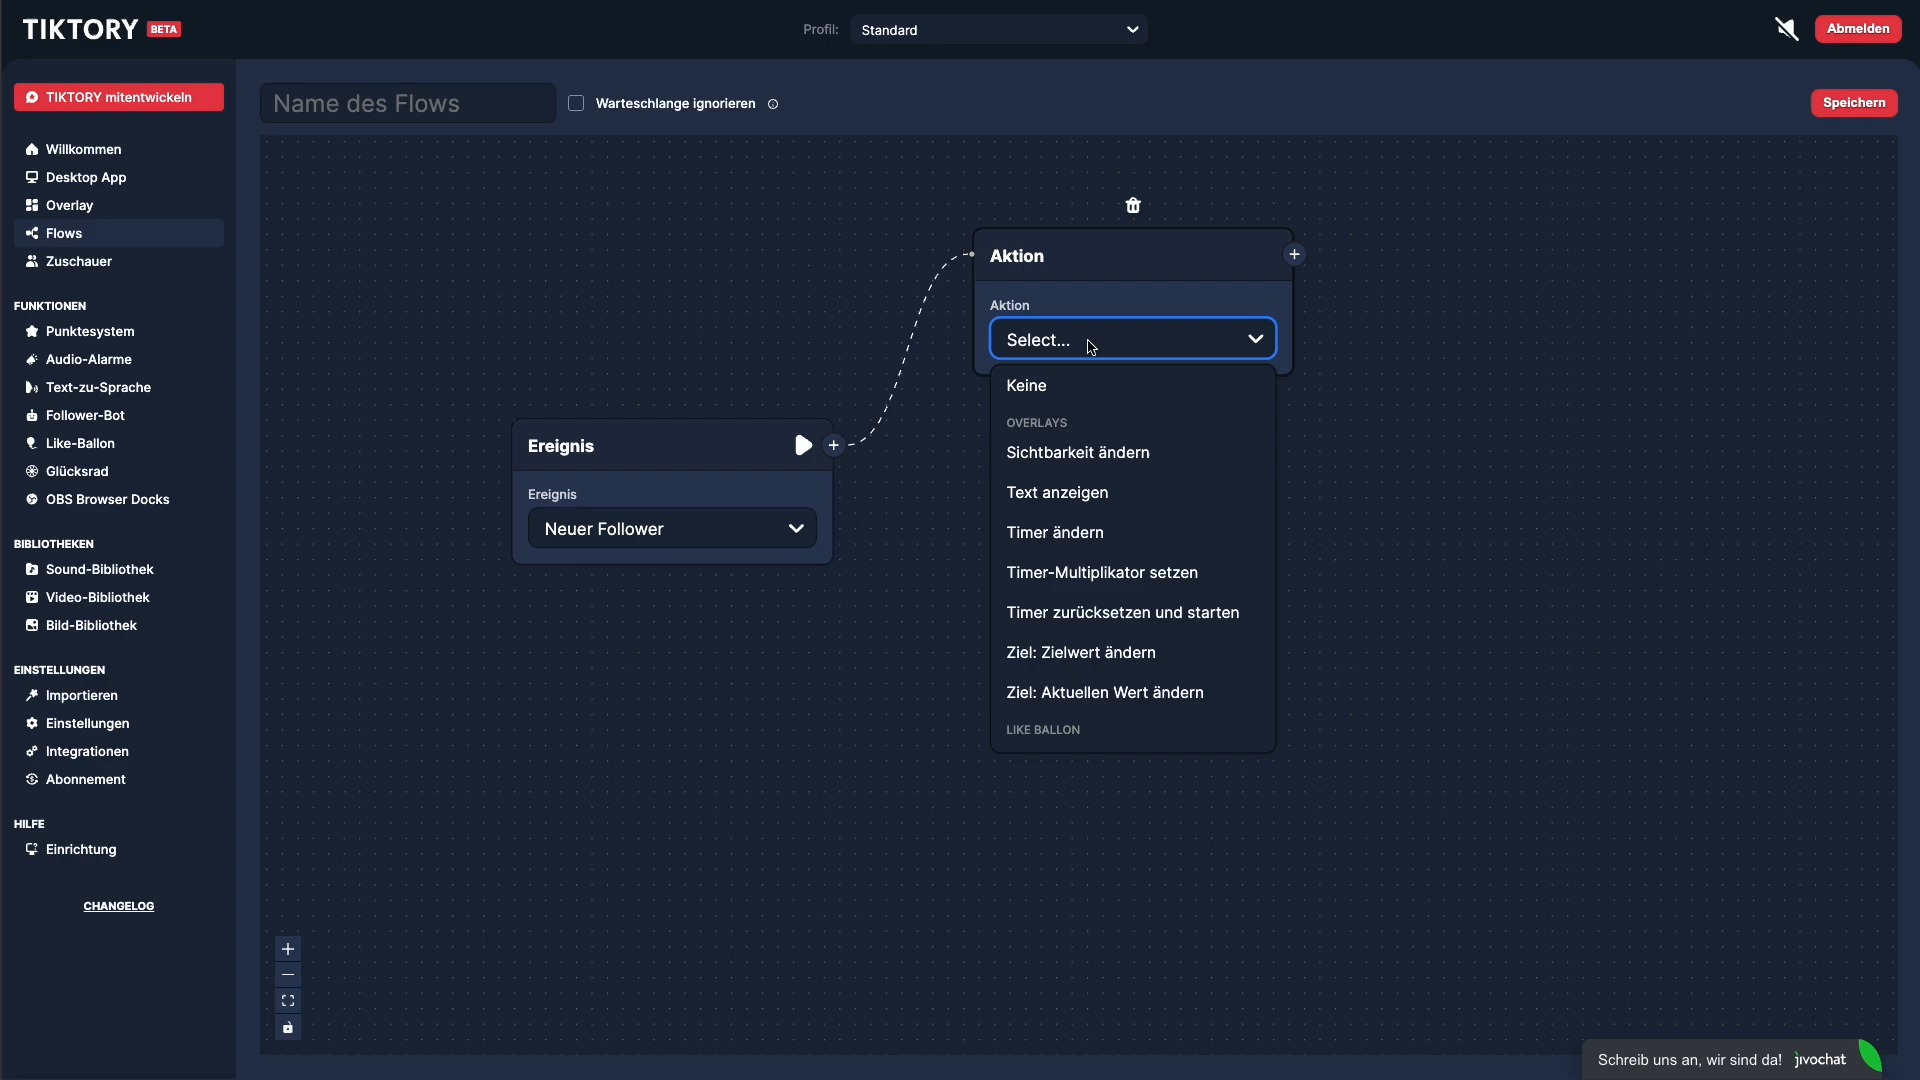 TIKTORY BETA
Profil: Standard
Abmelden
TIKTORY mitentwickeln
Willkommen
Desktop App
Overlay
Flows
Zuschauer
FUNKTIONEN
Punktesystem
Audio-Alarme
Text-zu-Sprache
Follower-Bot
Like-Ballon
Glücksrad
OBS Browser Docks
BIBLIOTHEKEN
Sound-Bibliothek
Video-Bibliothek
Bild-Bibliothek
EINSTELLUNGEN
Importieren
Einstellungen
Integrationen
Abonnement
HILFE
Einrichtung
CHANGELOG
Name des Flows
Warteschlange ignorieren
Speichern
Ereignis
Ereignis
Neuer Follower
Aktion
Aktion
Select...
Keine
OVERLAYS
Sichtbarkeit ändern
Text anzeigen
Timer ändern
Timer-Multiplikator setzen
Timer zurücksetzen und starten
Ziel: Zielwert ändern
Ziel: Aktuellen Wert ändern
LIKE BALLON
Schreib uns an, wir sind da! jivochat